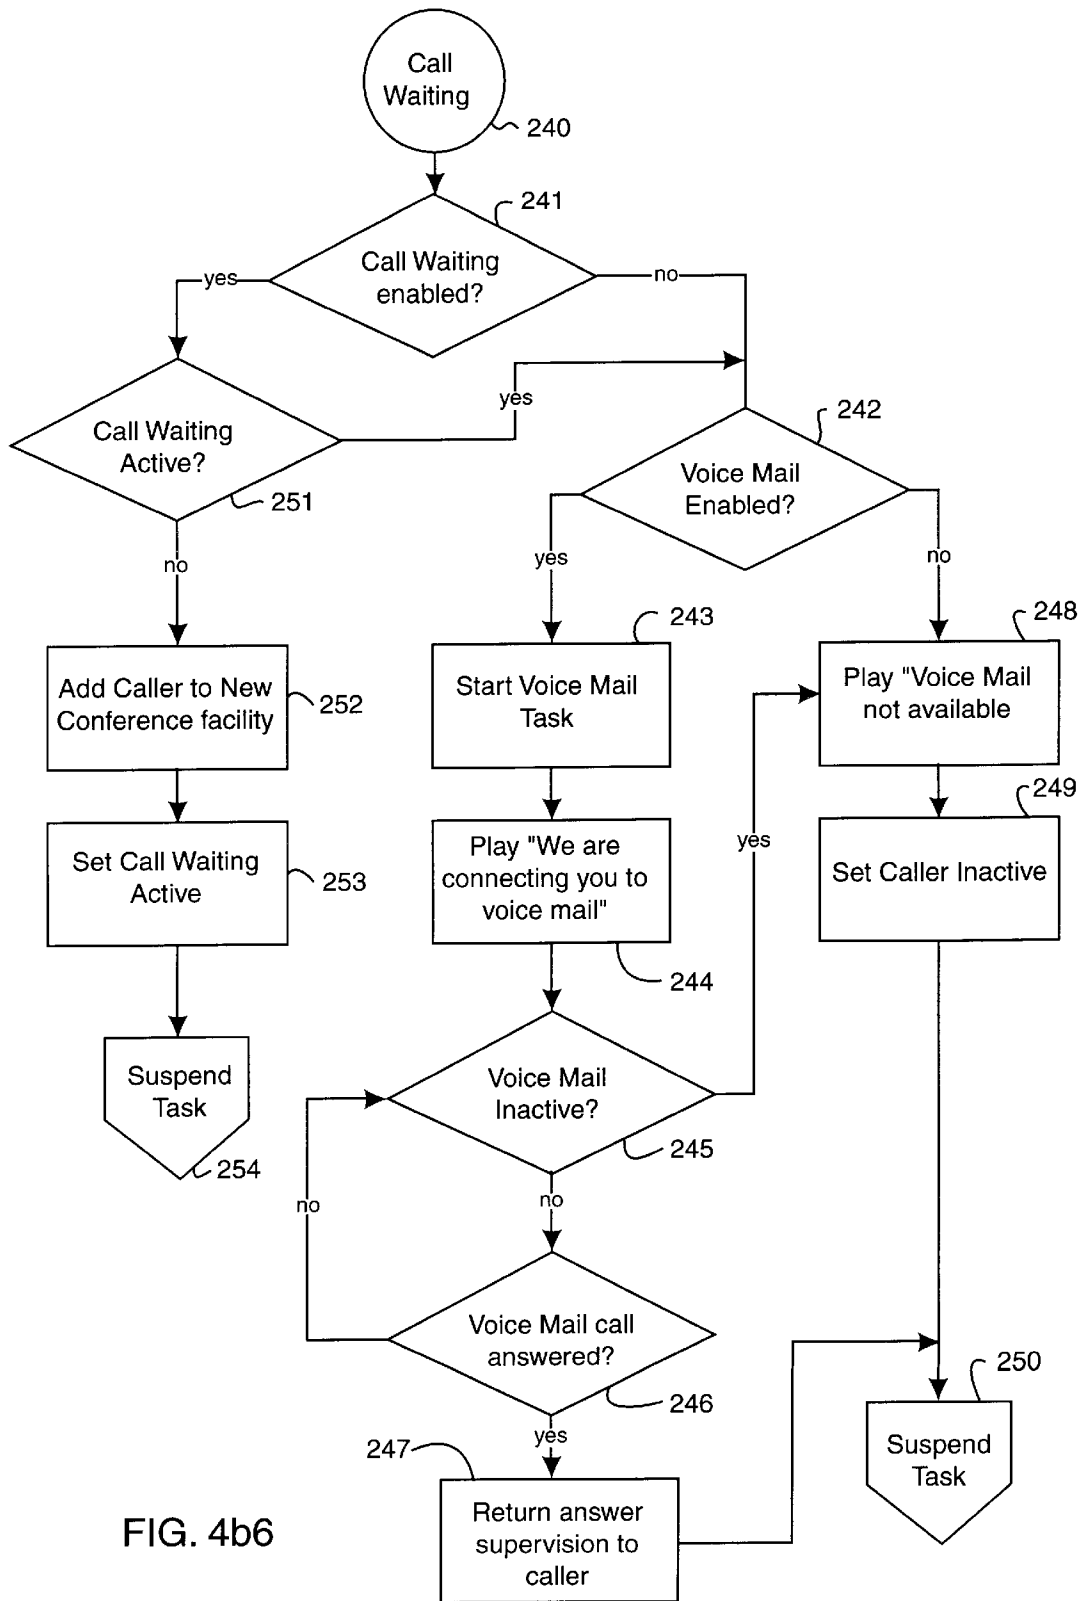 Call
Waiting
240
241
Call Waiting
enabled?
yes
no
Call Waiting
Active?
251
yes
242
Voice Mail
Enabled?
no
yes
no
243
248
Add Caller to New
Conference facility
252
Start Voice Mail
Task
Play "Voice Mail
not available
249
Set Call Waiting
Active
253
Play "We are
connecting you to
voice mail"
244
yes
Set Caller Inactive
Suspend
Task
254
Voice Mail
Inactive?
245
no
no
Voice Mail call
answered?
246
yes
250
Suspend
Task
247
Return answer
supervision to
caller
FIG. 4b6